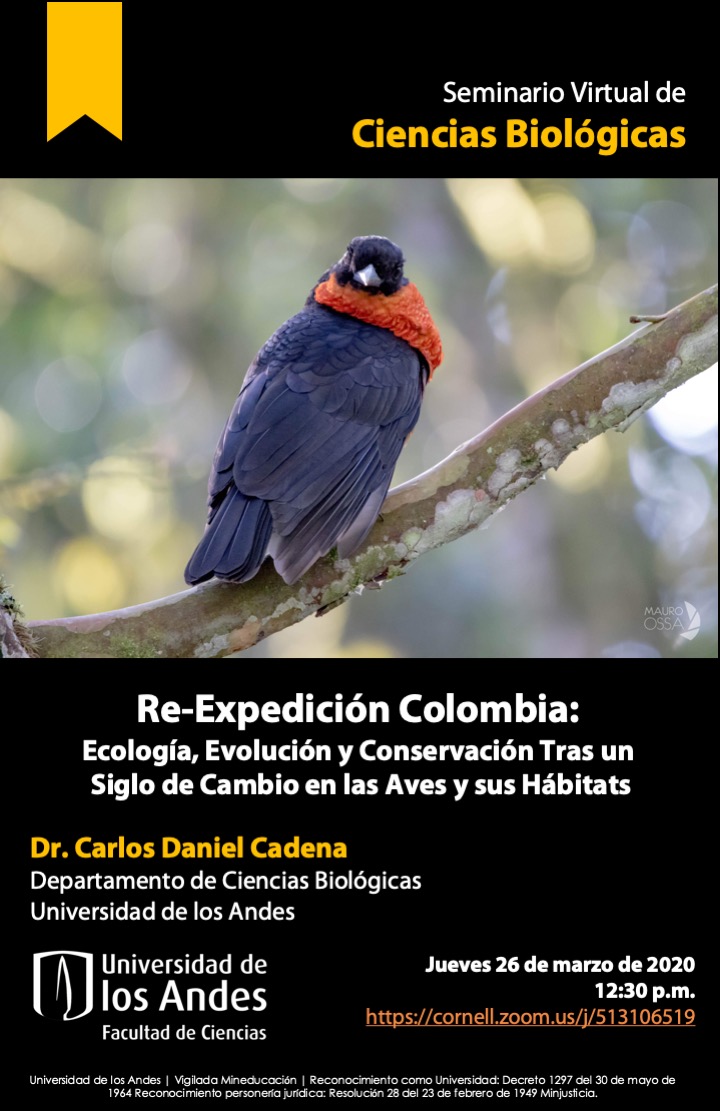 Seminario Virtual de
Ciencias Biológicas
MAURO
OSSA
Re-Expedición Colombia:
Ecología, Evolución y Conservación Tras un
Siglo de Cambio en las Aves y sus Hábitats
Dr. Carlos Daniel Cadena
Departamento de Ciencias Biológicas
Universidad de los Andes
Universidad de
los Andes
Facultad de Ciencias
Jueves 26 de marzo de 2020
12:30 p.m.
https://cornell.zoom.us/j/513106519
Universidad de los Andes | Vigilada Mineducación | Reconocimiento como Universidad: Decreto 1297 del 30 de mayo de
1964 Reconocimiento personería jurídica: Resolución 28 del 23 de febrero de 1949 Minjusticia.